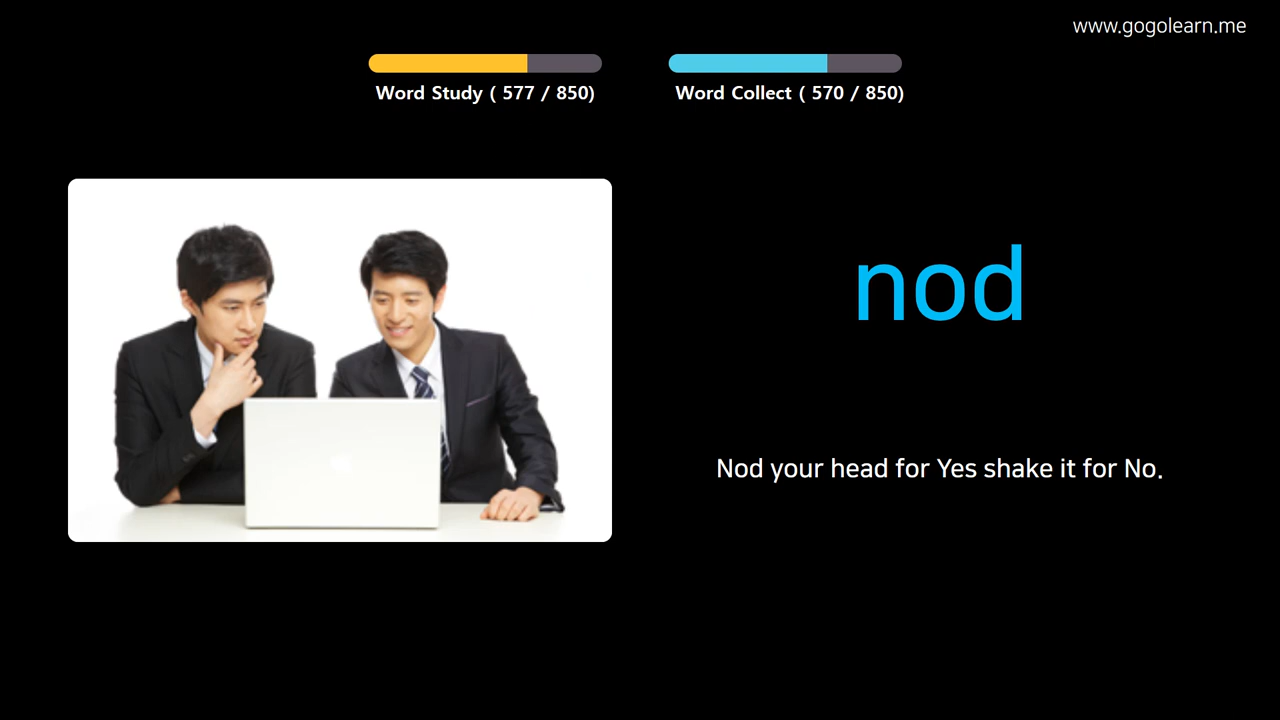 www.gogolearn.me
Word Study ( 577 / 850)
Word Collect ( 570 / 850)
nod
Nod your head for Yes shake it for No.